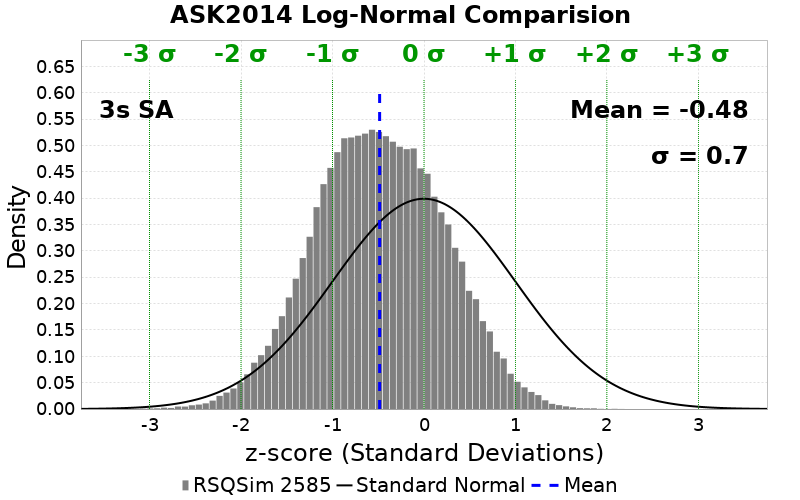 ASK2014 Log-Normal Comparision
-3 σ -2 σ -1 σ 0 σ +1 σ +2 σ +3 σ
3s SA
Mean = -0.48
σ = 0.7
Density
0.65
0.60
0.55
0.50
0.45
0.40
0.35
0.30
0.25
0.20
0.15
0.10
0.05
0.00
-3 -2 -1 0 1 2 3
z-score (Standard Deviations)
RSQSim 2585 Standard Normal Mean